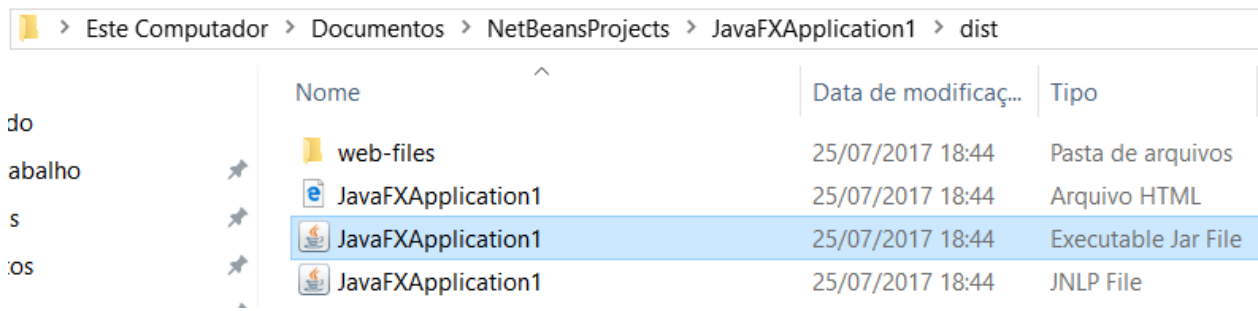 Este Computador > Documentos > NetBeansProjects > JavaFXApplication1 > dist
Nome Data de modificaç... Tipo
do
abalho
s
tos
web-files 25/07/2017 18:44 Pasta de arquivos
JavaFXApplication1 25/07/2017 18:44 Arquivo HTML
JavaFXApplication1 25/07/2017 18:44 Executable Jar File
JavaFXApplication1 25/07/2017 18:44 JNLP File